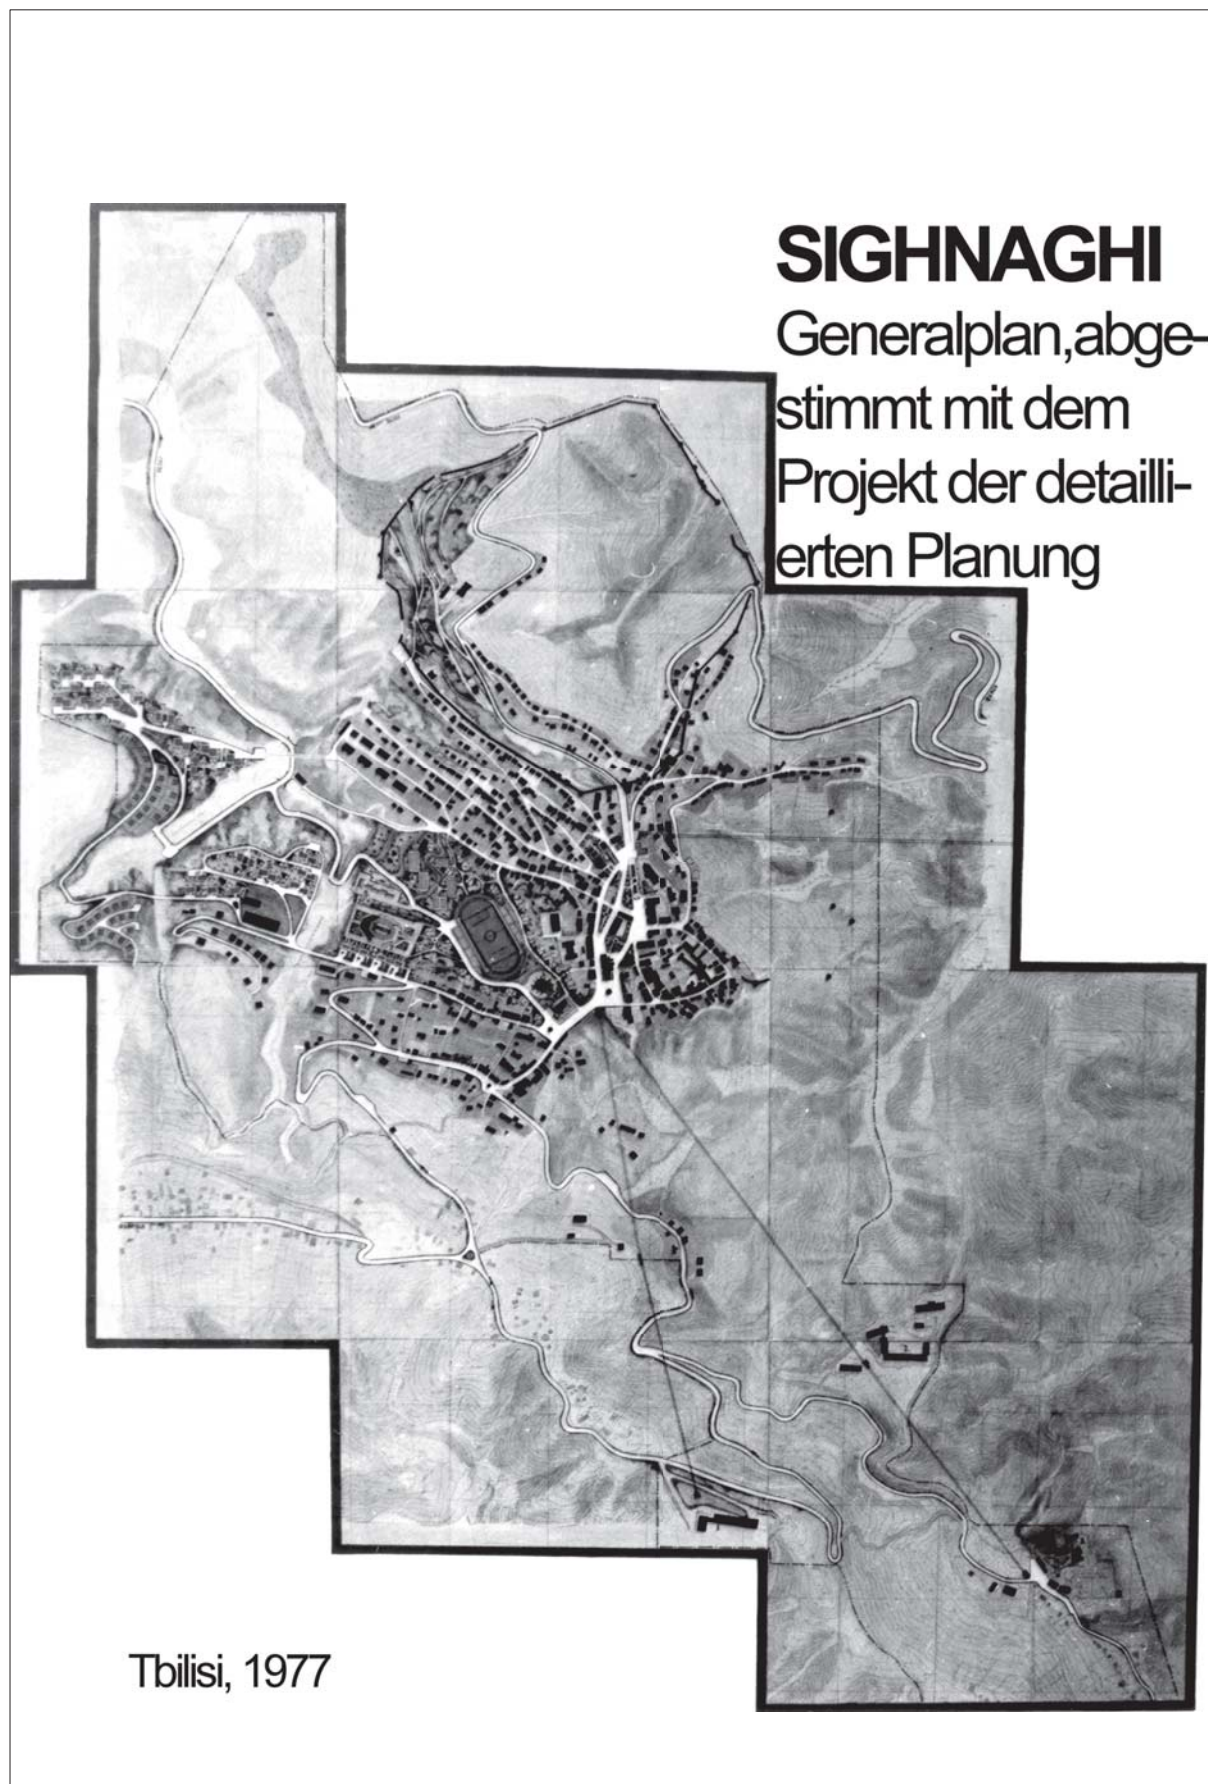 SIGHNAGHI
Generalplan,abge-
stimmt mit dem
Projekt der detailli-
erten Planung
Tbilisi, 1977